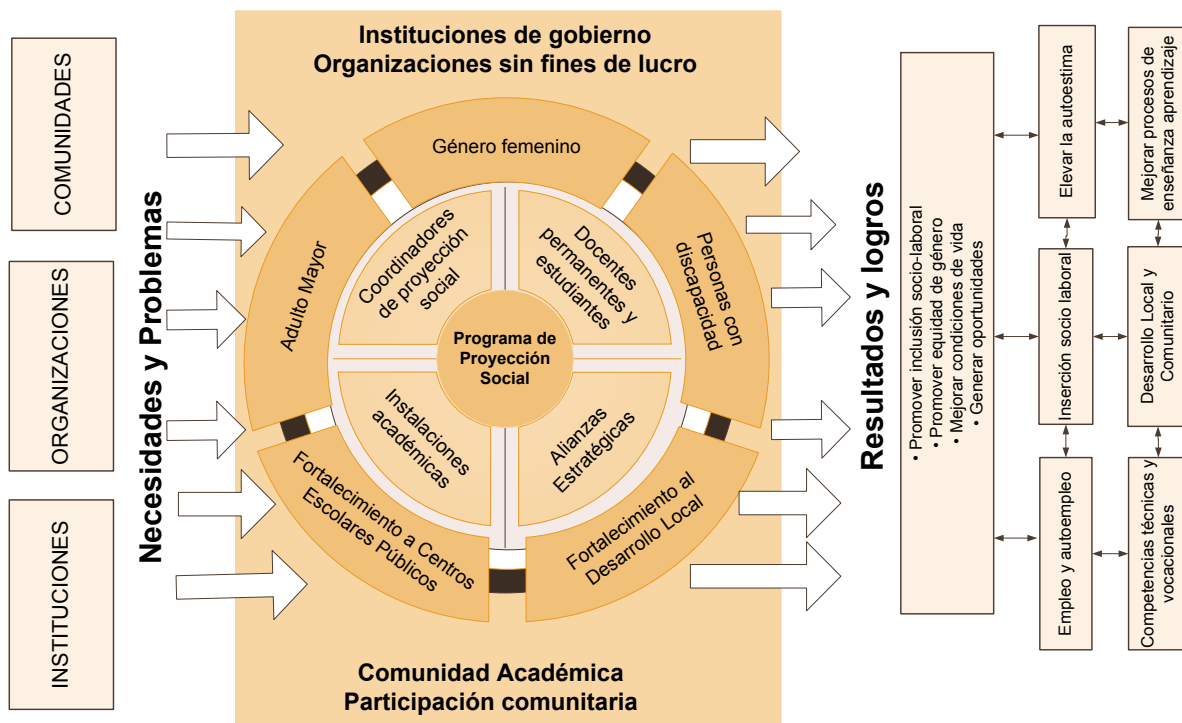 COMUNIDADES
ORGANIZACIONES
INSTITUCIONES
Necesidades y Problemas
Instituciones de gobierno
Organizaciones sin fines de lucro
Género femenino
Adulto Mayor
Personas con
discapacidad
Fortalecimiento a Centros
Escolares Públicos
Fortalecimiento al
Desarrollo Local
Coordinadores
de proyección
social
Docentes
permanentes y
estudiantes
Programa de
Proyección
Social
Instalaciones
académicas
Alianzas
Estratégicas
Comunidad Académica
Participación comunitaria
Resultados y logros
• Promover inclusión socio-laboral
• Promover equidad de género
• Mejorar condiciones de vida
• Generar oportunidades
Elevar la autoestima
Inserción socio laboral
Empleo y autoempleo
Mejorar procesos de
enseñanza aprendizaje
Desarrollo Local y
Comunitario
Competencias técnicas y
vocacionales